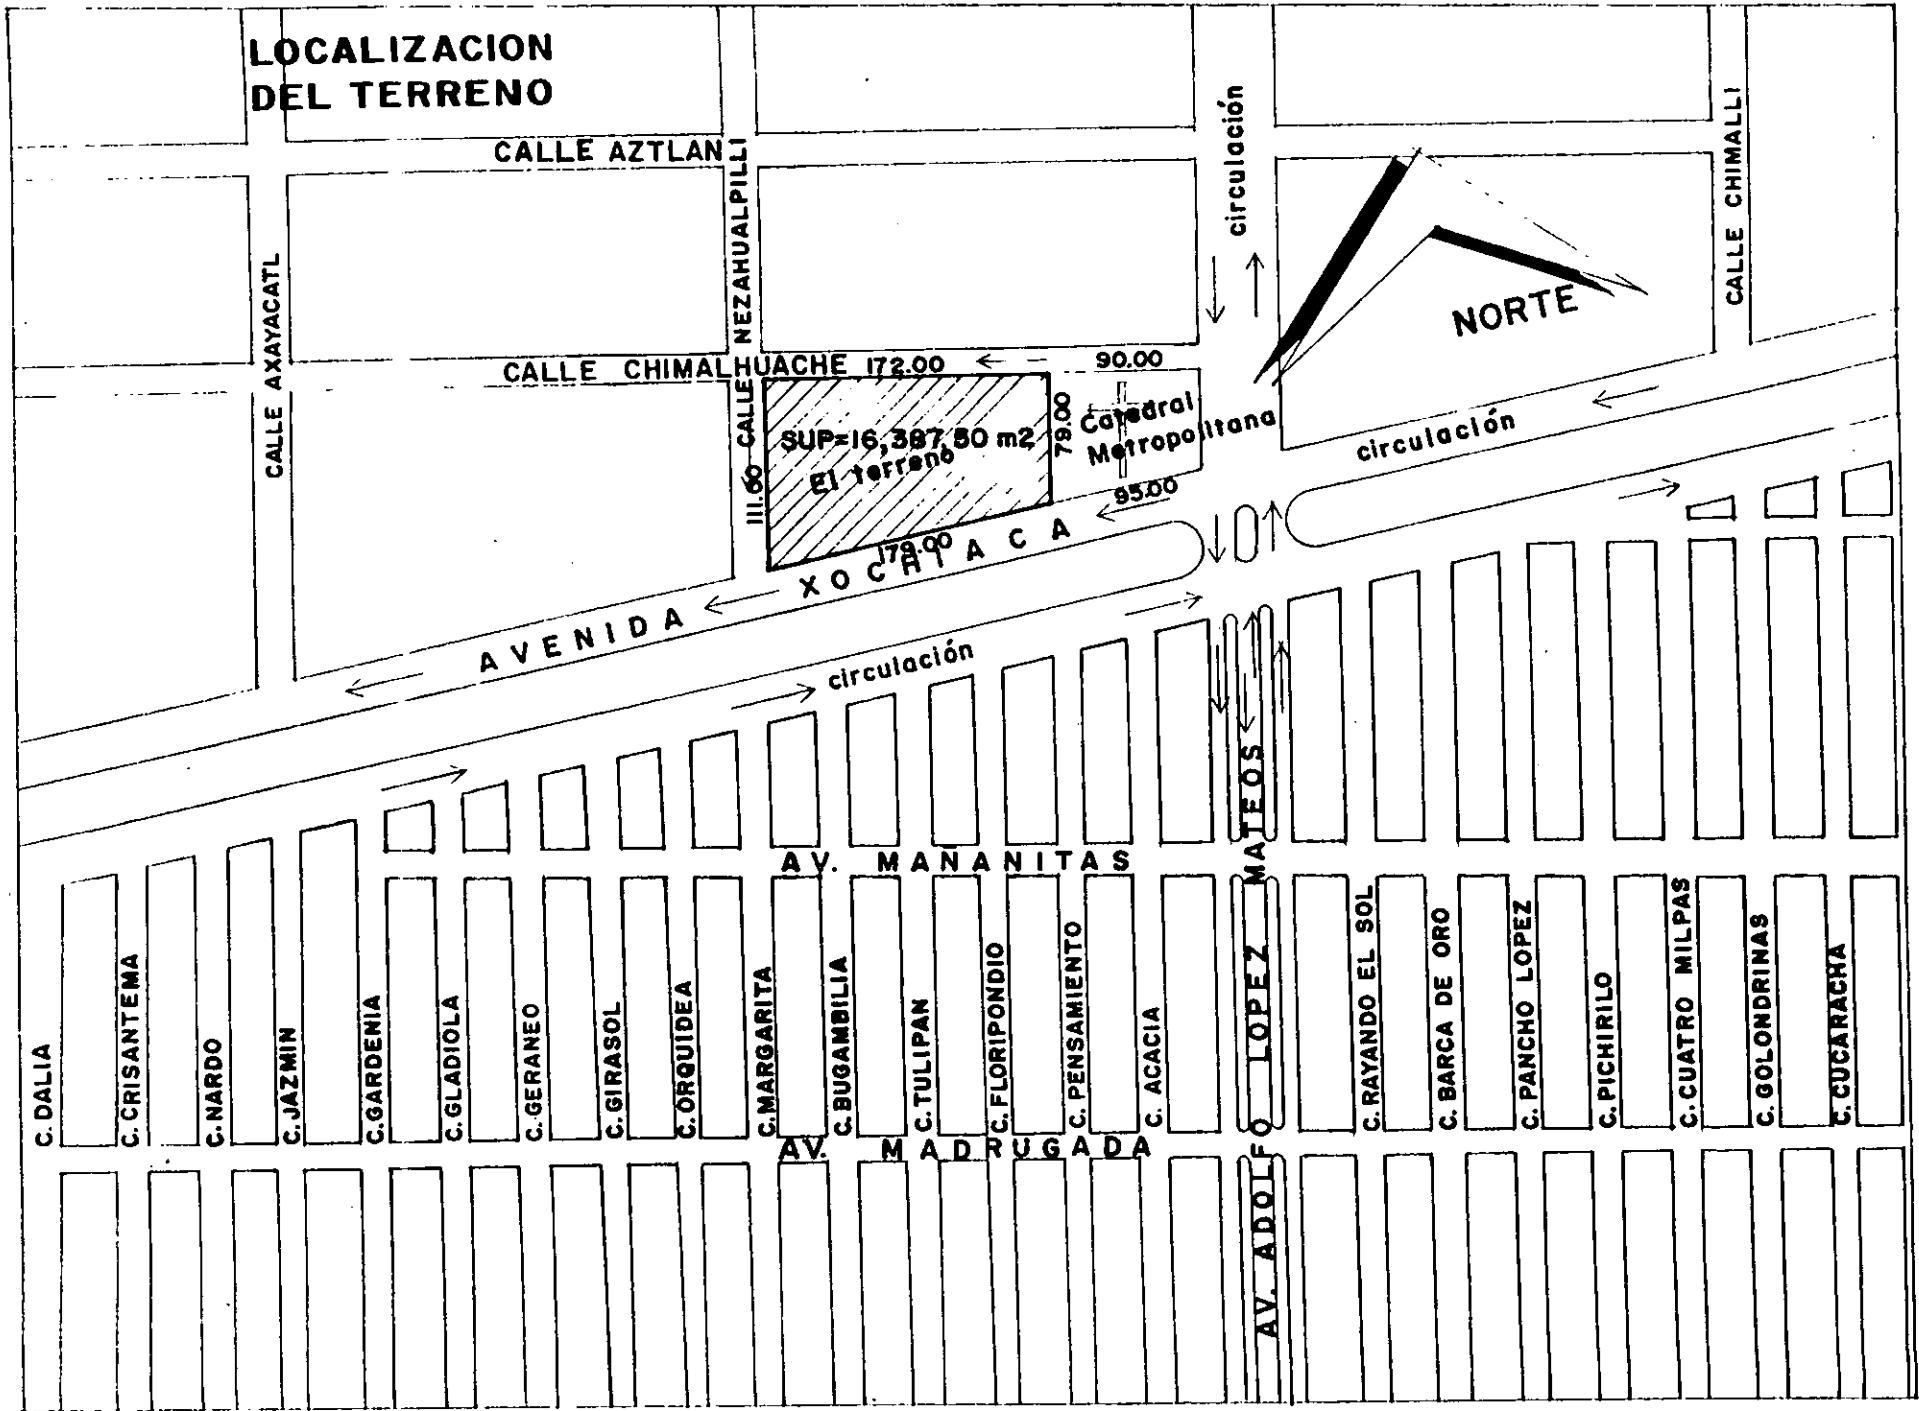 LOCALIZACION
DEL TERRENO
CALLE AZTLAN
CALLE AXAYACATL
CALLE NEZAHUALPILLI
circulación
CALLE CHIMALLI
NORTE
CALLE CHIMALHUACHE
172.00
90.00
79.00
Catedral
Metropolitana
SUP=16,387,50 m2
El terreno
111.60
95.00
179.00
circulación
AVENIDA XOCHIACA
circulación
AV. MAÑANITAS
AV. ADOLFO LOPEZ MATEOS
C. DALIA
C. CRISANTEMA
C. NARDO
C. JAZMIN
C. GARDENIA
C. GLADIOLA
C. GERANEO
C. GIRASOL
C. ORQUIDEA
C. MARGARITA
C. BUGAMBILIA
C. TULIPAN
C. FLORIPONDIO
C. PENSAMIENTO
C. ACACIA
C. RAYANDO EL SOL
C. BARCA DE ORO
C. PANCHO LOPEZ
C. PICHIRILO
C. CUATRO MILPAS
C. GOLONDRINAS
C. CUCARACHA
AV. MADRUGADA